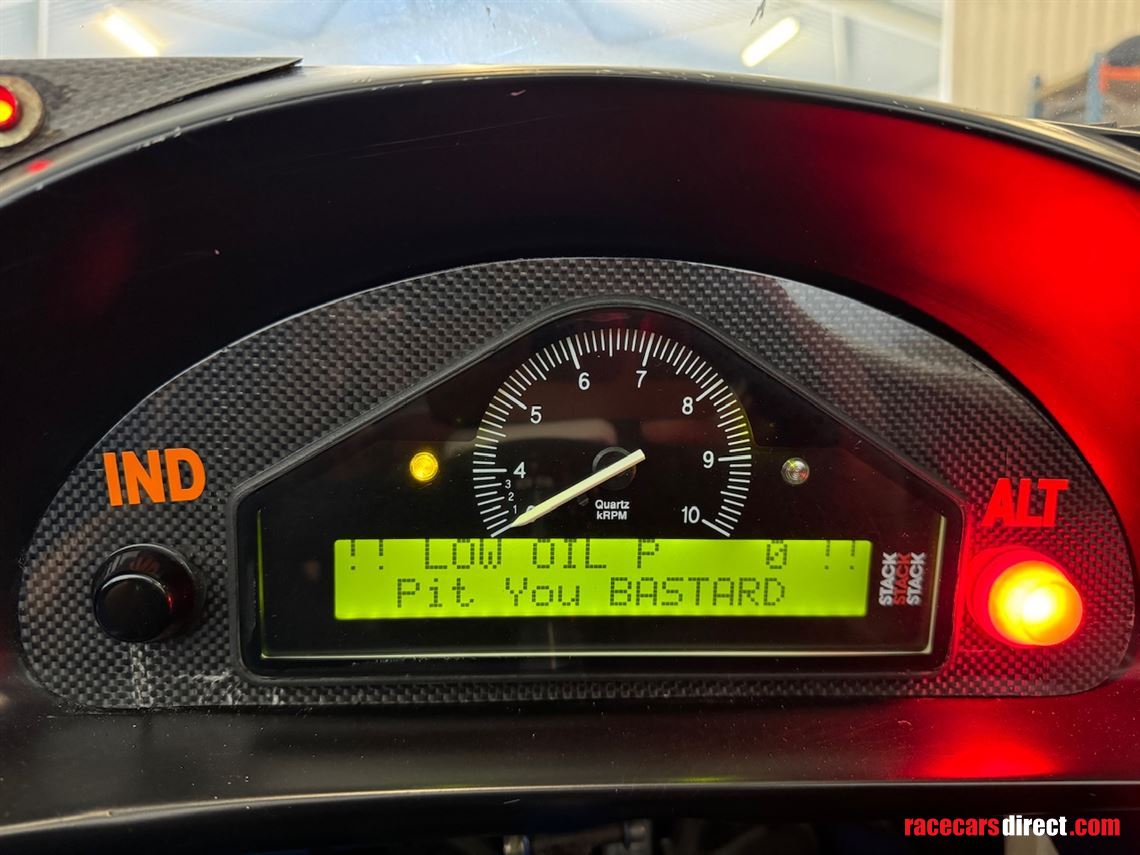 6 7
5 8
4 9
3
2
1
10
Quartz
kRPM
IND
ALT
!! LOW OIL P 0 !!
Pit You BASTARD
STACK
STACK
STACK
racecarsdirect.com